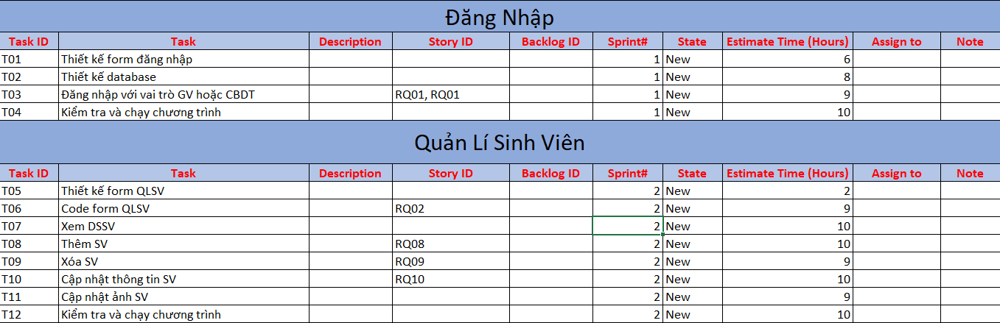 Đăng Nhập
Task ID Task Description Story ID Backlog ID Sprint# State Estimate Time (Hours) Assign to Note
T01 Thiết kế form đăng nhập 1 New 6
T02 Thiết kế database 1 New 8
T03 Đăng nhập với vai trò GV hoặc CBDT RQ01, RQ01 1 New 9
T04 Kiểm tra và chạy chương trình 1 New 10
Quản Lí Sinh Viên
Task ID Task Description Story ID Backlog ID Sprint# State Estimate Time (Hours) Assign to Note
T05 Thiết kế form QLSV 2 New 2
T06 Code form QLSV RQ02 2 New 9
T07 Xem DSSV 2 New 10
T08 Thêm SV RQ08 2 New 10
T09 Xóa SV RQ09 2 New 9
T10 Cập nhật thông tin SV RQ10 2 New 10
T11 Cập nhật ảnh SV 2 New 9
T12 Kiểm tra và chạy chương trình 2 New 10